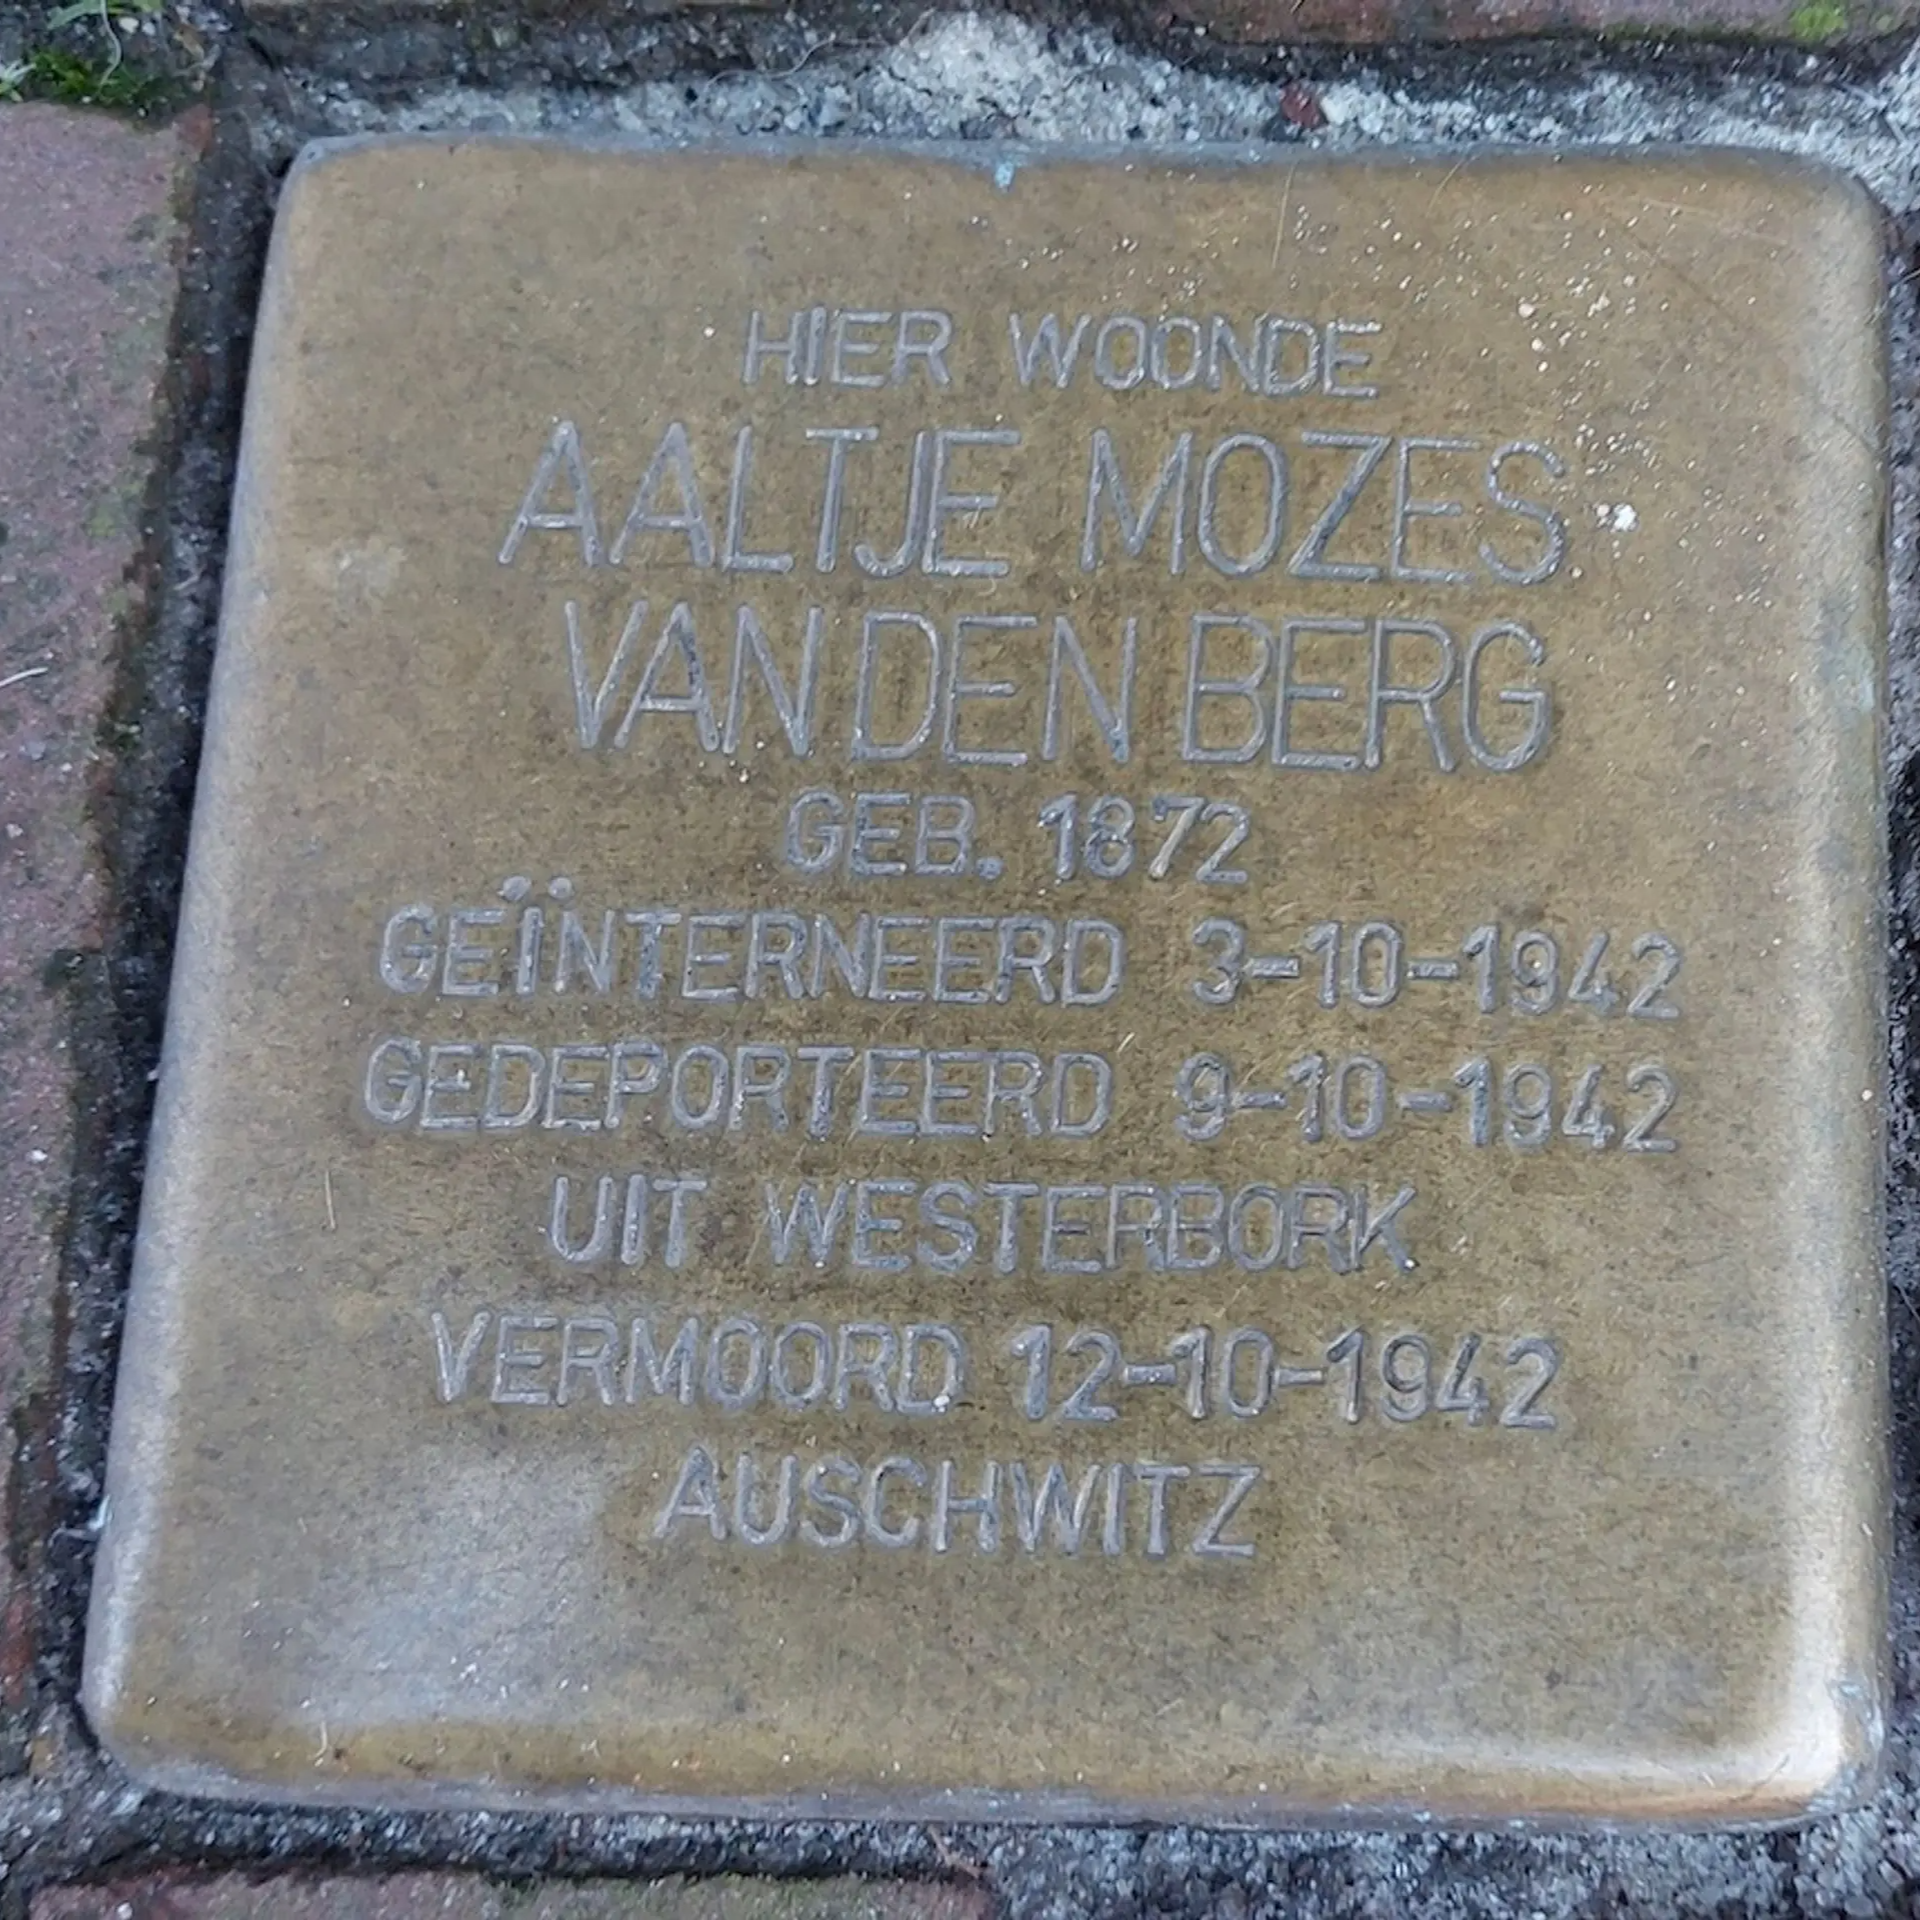 HIER WOONDE
AALTJE MOZES
VAN DEN BERG
GEB. 1872
GEÏNTERNEERD 3-10-1942
GEDEPORTEERD 9-10-1942
UIT WESTERBORK
VERMOORD 12-10-1942
AUSCHWITZ